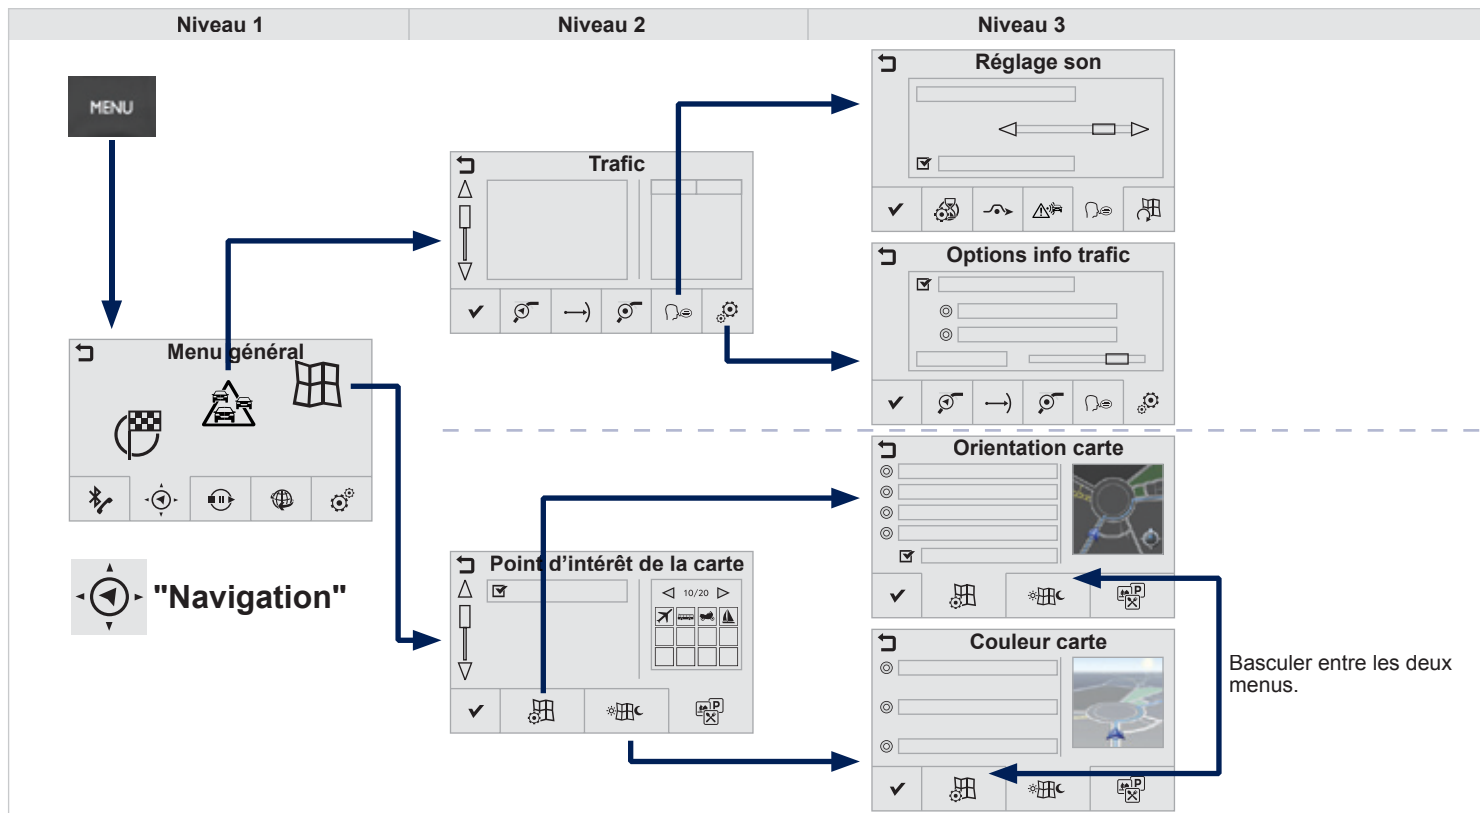 Niveau 1
Niveau 2
Niveau 3
MENU
Menu général
"Navigation"
Trafic
Point d'intérêt de la carte
10/20
P
Réglage son
Options info trafic
Orientation carte
P
Couleur carte
P
Basculer entre les deux
menus.